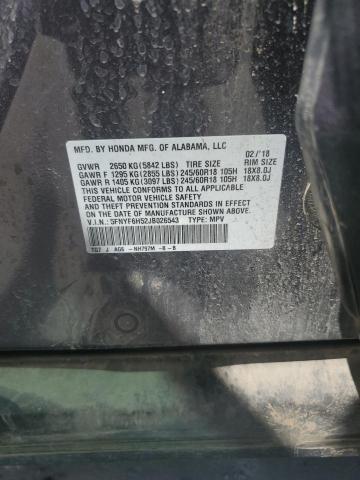 MFD. BY HONDA MFG. OF ALABAMA, LLC
02/'18
GVWR 2650 KG(5842 LBS) TIRE SIZE RIM SIZE
GAWR F 1295 KG(2855 LBS) 245/60R18 105H 18X8.0J
GAWR R 1405 KG(3097 LBS) 245/60R18 105H 18X8.0J
THIS VEHICLE CONFORMS TO ALL APPLICABLE
FEDERAL MOTOR VEHICLE SAFETY
AND THEFT PREVENTION STANDARDS IN EFFECT
ON THE DATE OF MANUFACTURE SHOWN ABOVE.
V.I.N.: 5FNYF6H52JB026543 TYPE: MPV
TG7 J AG6 -NH797M -B -B